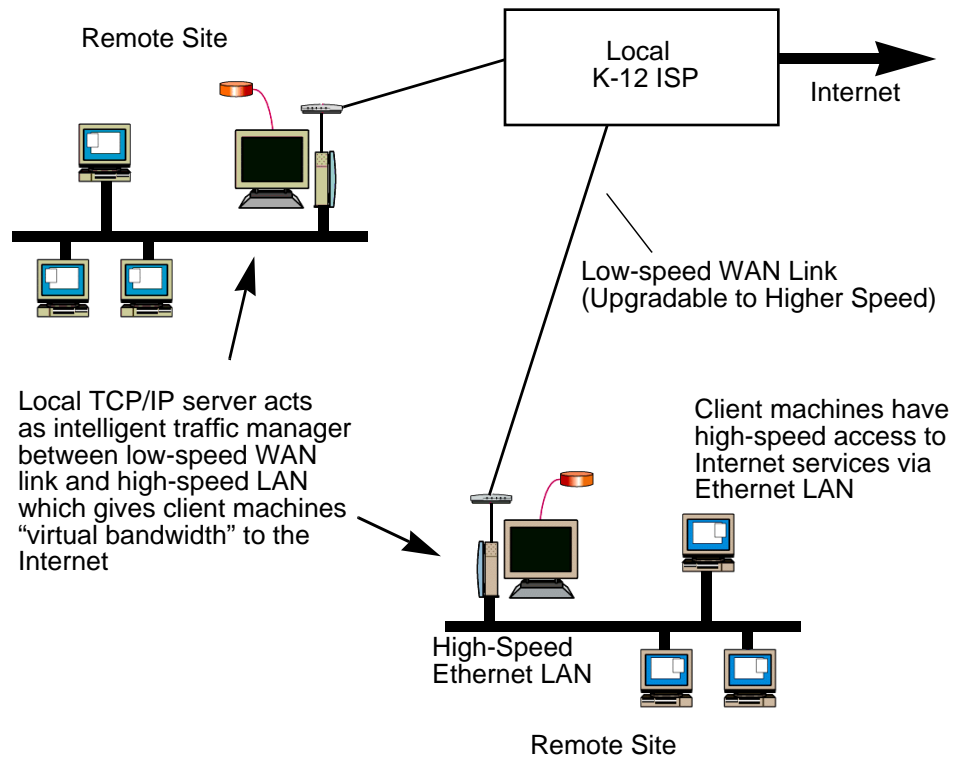 Remote Site
Local
K-12 ISP
Internet
Low-speed WAN Link
(Upgradable to Higher Speed)
Local TCP/IP server acts
as intelligent traffic manager
between low-speed WAN
link and high-speed LAN
which gives client machines
“virtual bandwidth” to the
Internet
Client machines have
high-speed access to
Internet services via
Ethernet LAN
High-Speed
Ethernet LAN
Remote Site